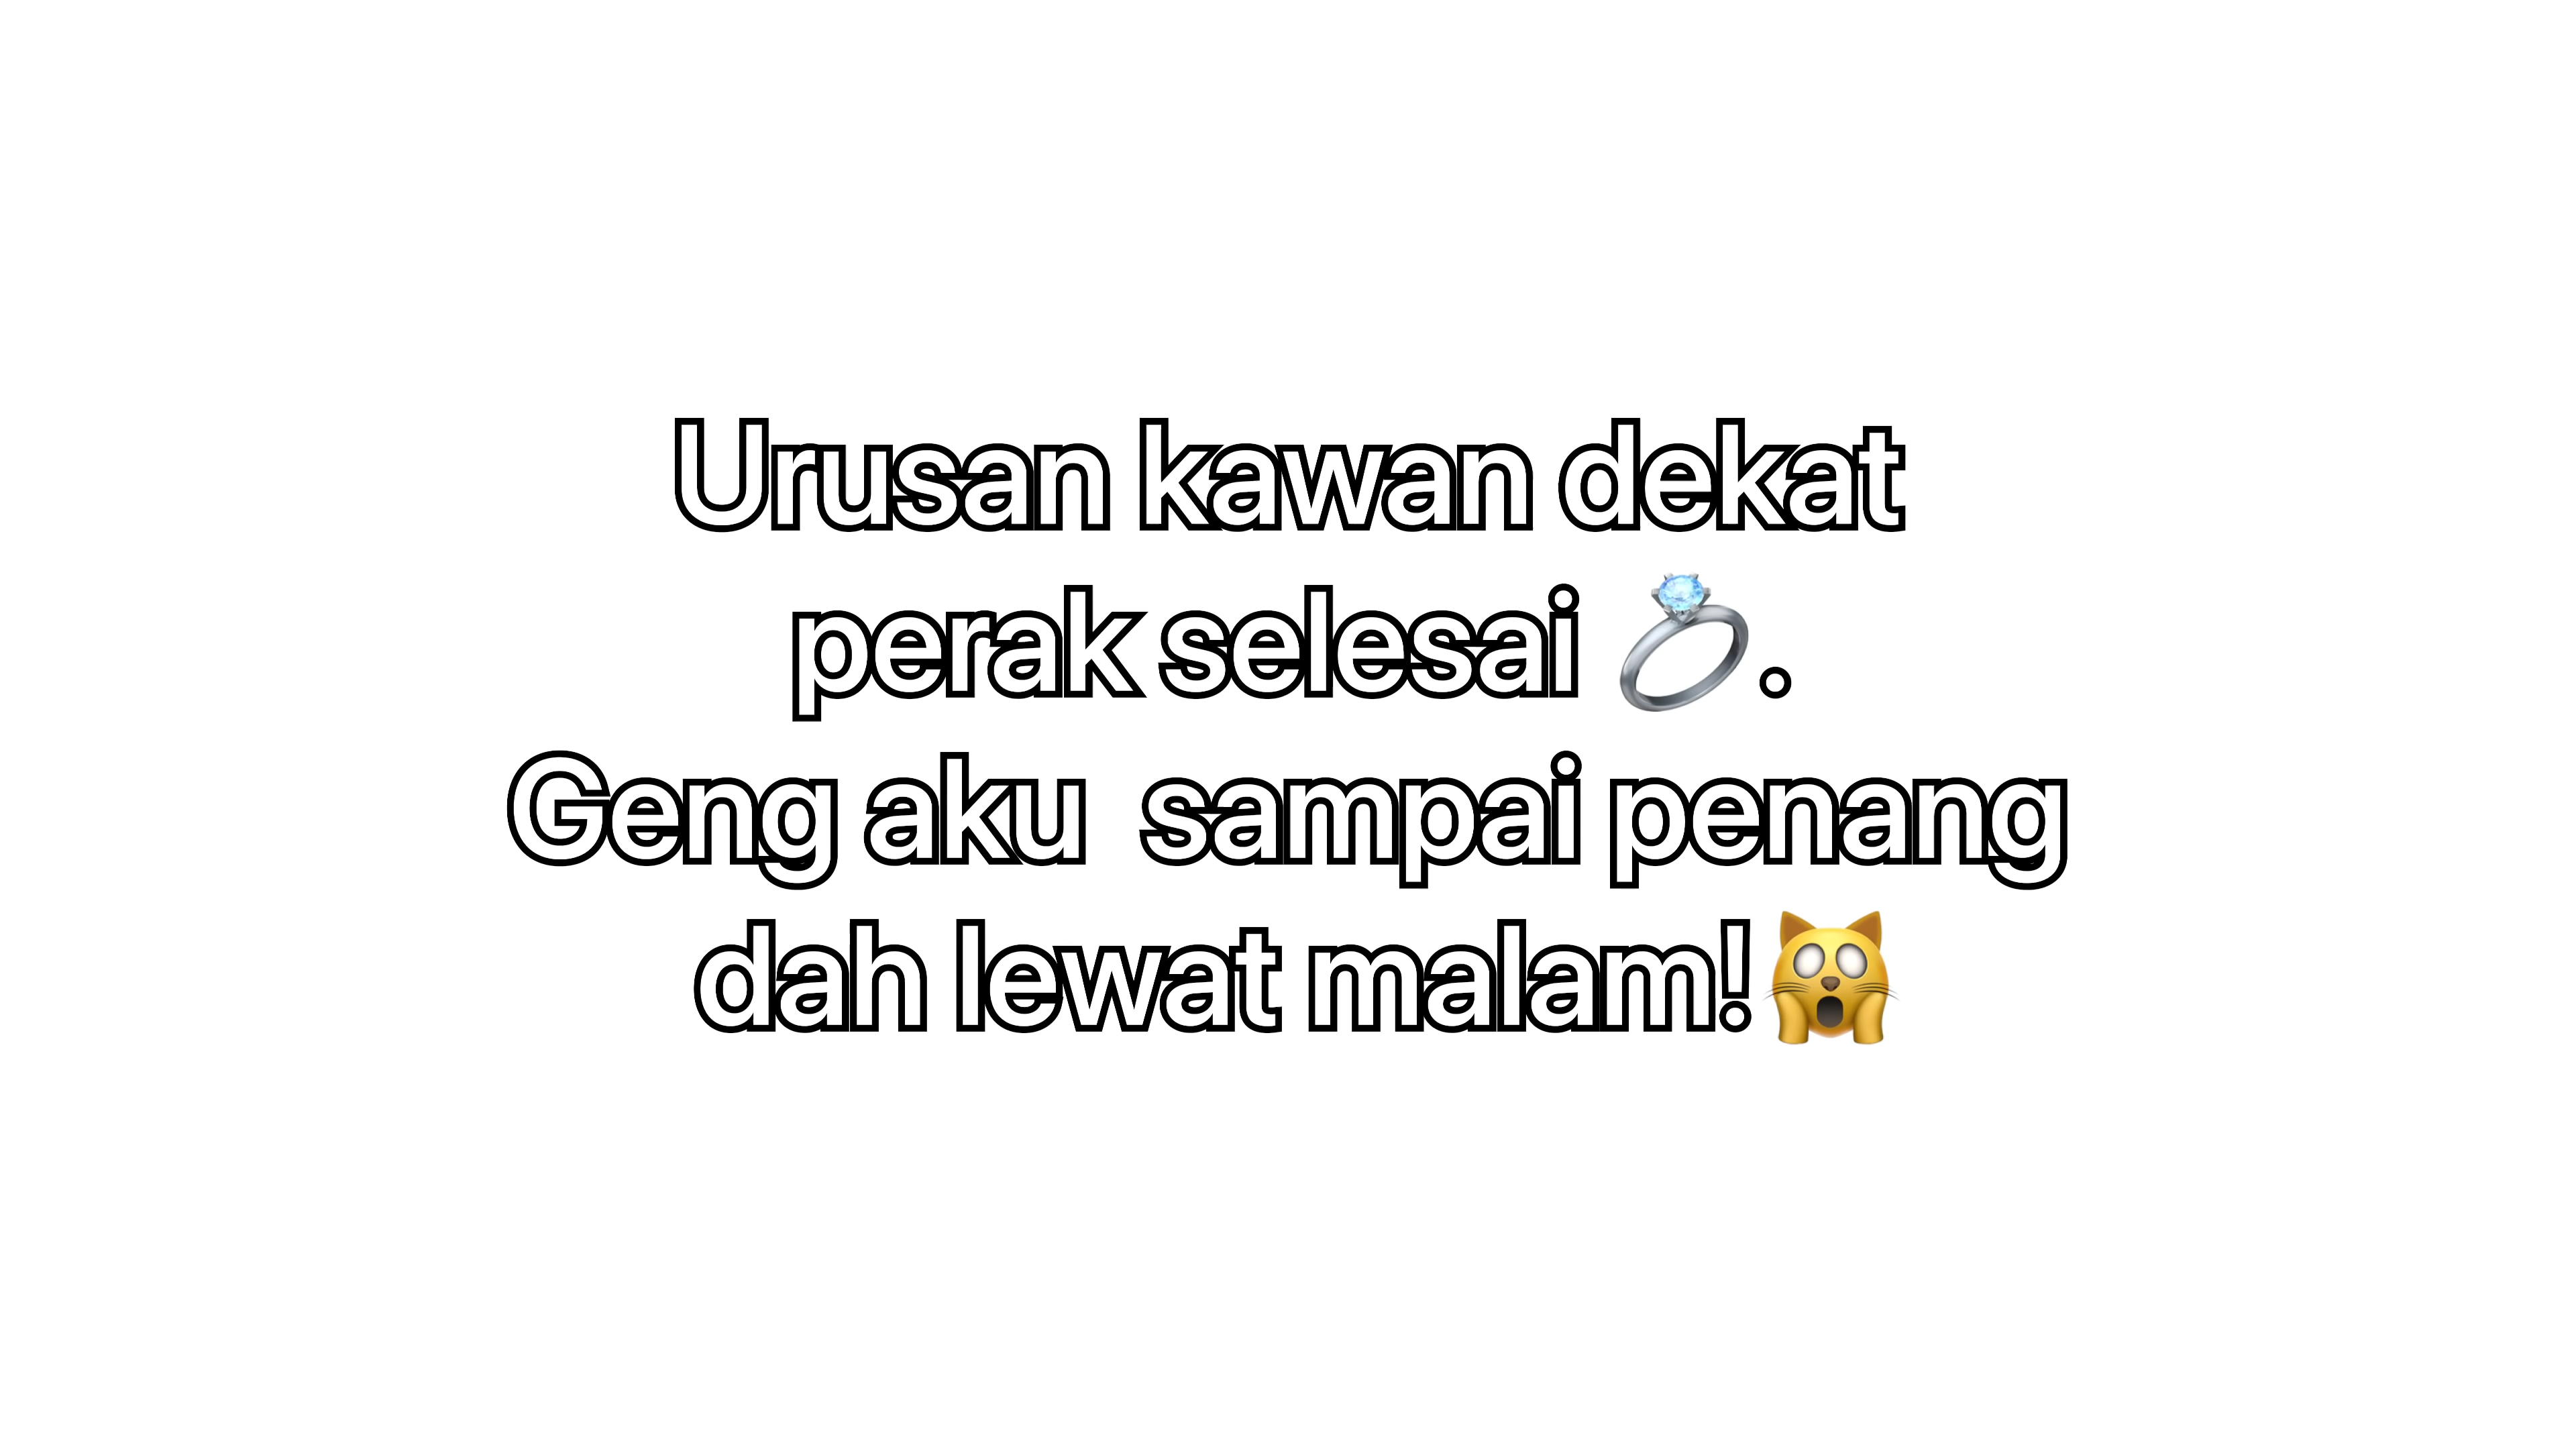 Urusan kawan dekat
perak selesai 💍.
Geng aku  sampai penang
dah lewat malam!🙀